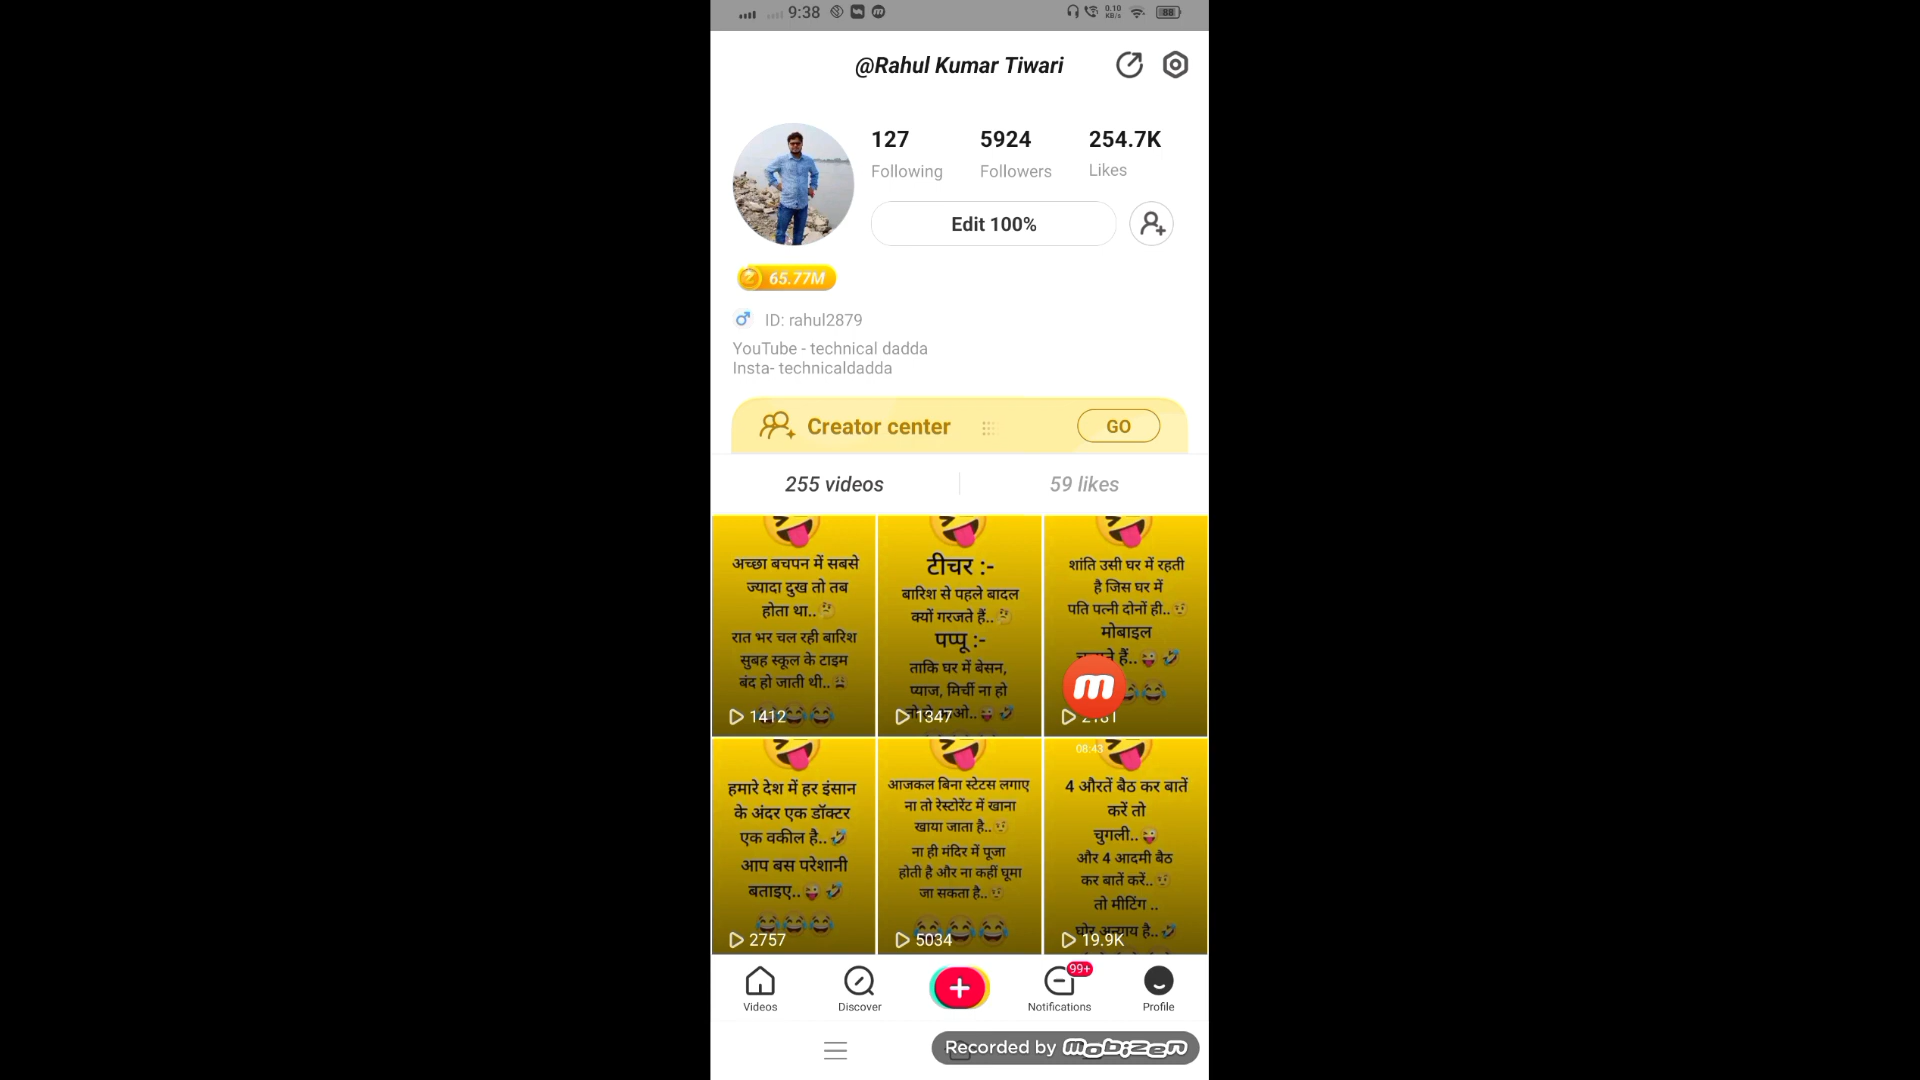 9:38
0.10
KB/s
88
@Rahul Kumar Tiwari
127
5924
254.7K
Following
Followers
Likes
Edit 100%
65.77M
ID: rahul2879
YouTube - technical dadda
Insta- technicaldadda
Creator center
GO
255 videos
59 likes
अच्छा बचपन में सबसे
ज्यादा दुख तो तब
होता था..🤔
रात भर चल रही बारिश
सुबह स्कूल के टाइम
बंद हो जाती थी..😩
1412
टीचर :-
बारिश से पहले बादल
क्यों गरजते हैं..🤔
पप्पू :-
ताकि घर में बेसन,
प्याज, मिर्ची ना हो
1347
शांति उसी घर में रहती
है जिस घर में
पति पत्नी दोनों ही..🤨
मोबाइल
हैं..😜🤣
m
हमारे देश में हर इंसान
के अंदर एक डॉक्टर
एक वकील है..🤣
आप बस परेशानी
बताइए..😜🤣
2757
आजकल बिना स्टेटस लगाए
ना तो रेस्टोरेंट में खाना
खाया जाता है..🤨
ना ही मंदिर में पूजा
होती है और ना कहीं घूमा
जा सकता है..🤨
5034
08:43
4 औरतें बैठ कर बातें
करें तो
चुगली..😜
और 4 आदमी बैठ
कर बातें करें..🤨
तो मीटिंग ..
घोर अन्याय है..🤣
19.9K
Videos
Discover
99+
Notifications
Profile
Recorded by mobizen